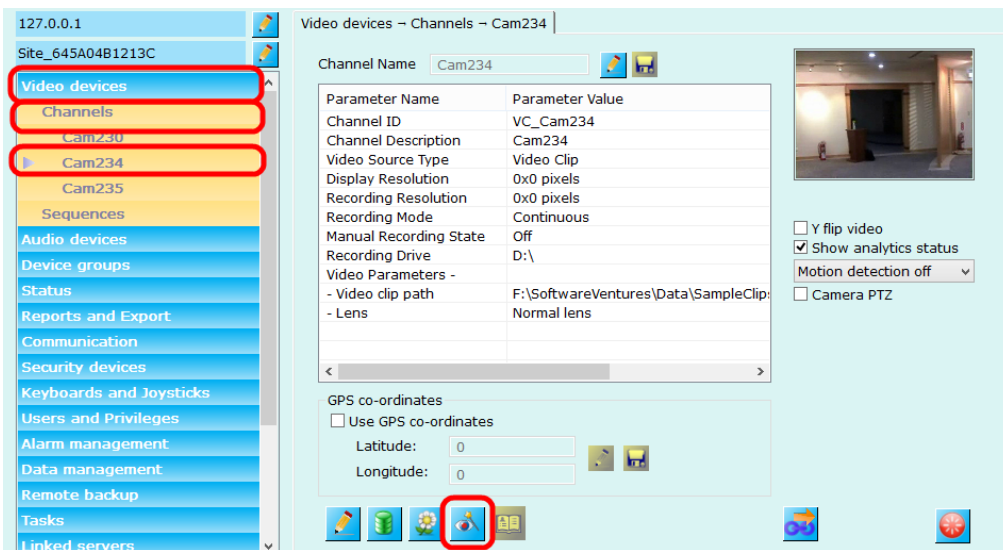 127.0.0.1
Site_645A04B1213C
Video devices
Channels
Cam230
Cam234
Cam235
Sequences
Audio devices
Device groups
Status
Reports and Export
Communication
Security devices
Keyboards and Joysticks
Users and Privileges
Alarm management
Data management
Remote backup
Tasks
Linked servers
Video devices – Channels – Cam234
Channel Name Cam234
Parameter Name Parameter Value
Channel ID VC_Cam234
Channel Description Cam234
Video Source Type Video Clip
Display Resolution 0x0 pixels
Recording Resolution 0x0 pixels
Recording Mode Continuous
Manual Recording State Off
Recording Drive D:\
Video Parameters -
- Video clip path F:\SoftwareVentures\Data\SampleClip
- Lens Normal lens
GPS co-ordinates
Use GPS co-ordinates
Latitude: 0
Longitude: 0
Y flip video
Show analytics status
Motion detection off
Camera PTZ